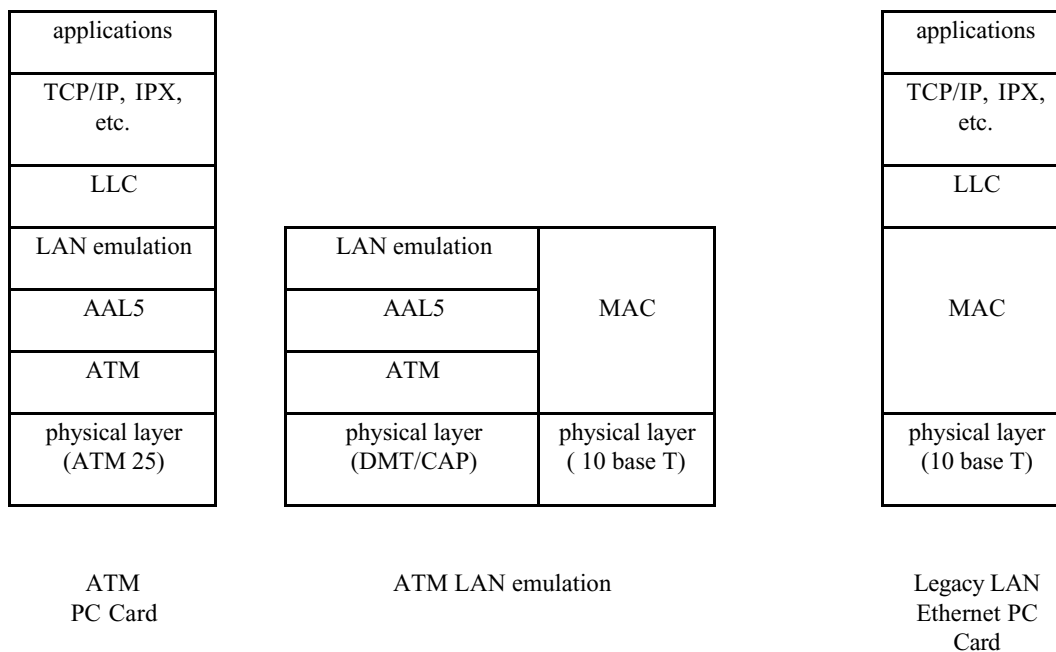 applications
TCP/IP, IPX,
etc.
LLC
LAN emulation
AAL5
ATM
physical layer
(ATM 25)
ATM
PC Card
LAN emulation
AAL5
ATM
physical layer
(DMT/CAP)
MAC
physical layer
( 10 base T)
ATM LAN emulation
applications
TCP/IP, IPX,
etc.
LLC
MAC
physical layer
(10 base T)
Legacy LAN
Ethernet PC
Card